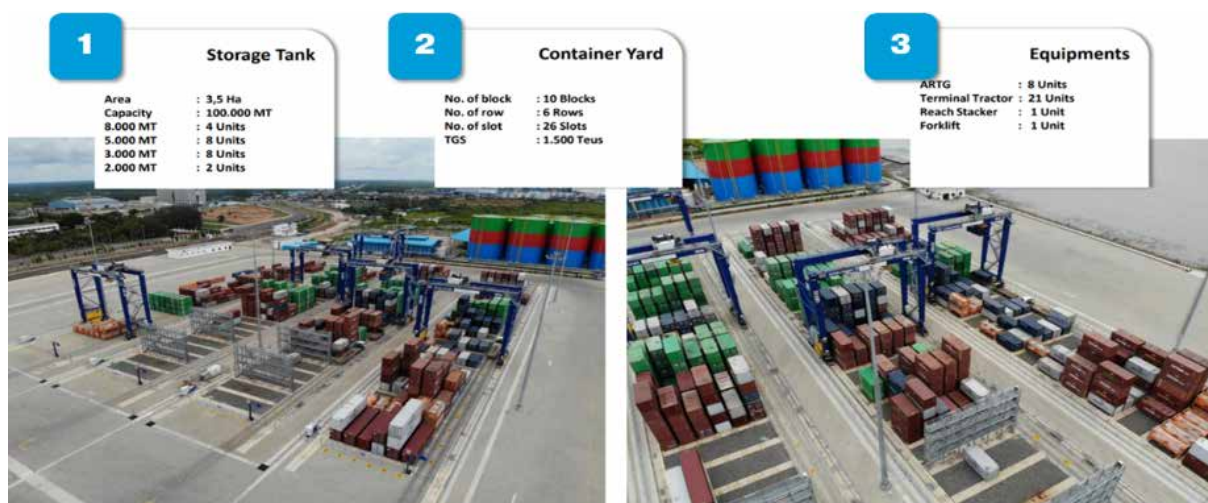 1
Storage Tank
Area : 3,5 Ha
Capacity : 100.000 MT
8.000 MT : 4 Units
5.000 MT : 8 Units
3.000 MT : 8 Units
2.000 MT : 2 Units
2
Container Yard
No. of block : 10 Blocks
No. of row : 6 Rows
No. of slot : 26 Slots
TGS : 1.500 Teus
3
Equipments
ARTG : 8 Units
Terminal Tractor : 21 Units
Reach Stacker : 1 Unit
Forklift : 1 Unit